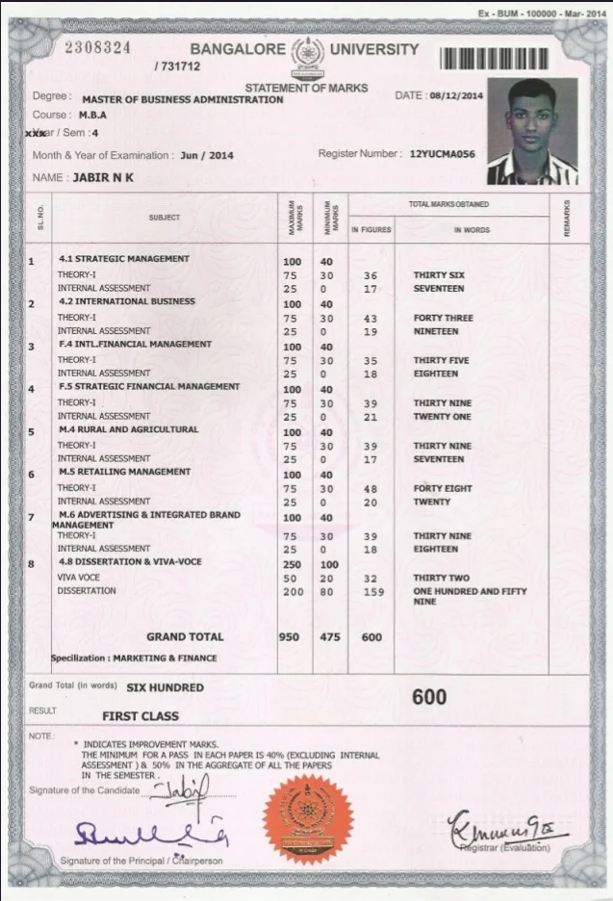 Ex - BUM - 100000 - Mar- 2014
2308324
BANGALORE UNIVERSITY
/ 731712
STATEMENT OF MARKS
Degree : MASTER OF BUSINESS ADMINISTRATION
DATE : 08/12/2014
Course : M.B.A
xxxar / Sem : 4
Month & Year of Examination : Jun / 2014
Register Number : 12YUCMA056
NAME : JABIR N K
SL.NO. SUBJECT MAXIMUM MARKS MINIMUM MARKS TOTAL MARKS OBTAINED REMARKS
IN FIGURES IN WORDS
1 4.1 STRATEGIC MANAGEMENT 100 40
THEORY-I 75 30 36 THIRTY SIX
INTERNAL ASSESSMENT 25 0 17 SEVENTEEN
2 4.2 INTERNATIONAL BUSINESS 100 40
THEORY-I 75 30 43 FORTY THREE
INTERNAL ASSESSMENT 25 0 19 NINETEEN
3 F.4 INTL.FINANCIAL MANAGEMENT 100 40
THEORY-I 75 30 35 THIRTY FIVE
INTERNAL ASSESSMENT 25 0 18 EIGHTEEN
4 F.5 STRATEGIC FINANCIAL MANAGEMENT 100 40
THEORY-I 75 30 39 THIRTY NINE
INTERNAL ASSESSMENT 25 0 21 TWENTY ONE
5 M.4 RURAL AND AGRICULTURAL 100 40
THEORY-I 75 30 39 THIRTY NINE
INTERNAL ASSESSMENT 25 0 17 SEVENTEEN
6 M.5 RETAILING MANAGEMENT 100 40
THEORY-I 75 30 48 FORTY EIGHT
INTERNAL ASSESSMENT 25 0 20 TWENTY
7 M.6 ADVERTISING & INTEGRATED BRAND 100 40
MANAGEMENT
THEORY-I 75 30 39 THIRTY NINE
INTERNAL ASSESSMENT 25 0 18 EIGHTEEN
8 4.8 DISSERTATION & VIVA-VOCE 250 100
VIVA VOCE 50 20 32 THIRTY TWO
DISSERTATION 200 80 159 ONE HUNDRED AND FIFTY
NINE
GRAND TOTAL 950 475 600
Specilization : MARKETING & FINANCE
Grand Total (in words) SIX HUNDRED
600
RESULT
FIRST CLASS
NOTE :
* INDICATES IMPROVEMENT MARKS.
THE MINIMUM FOR A PASS IN EACH PAPER IS 40% (EXCLUDING INTERNAL
ASSESSMENT ) & 50% IN THE AGGREGATE OF ALL THE PAPERS
IN THE SEMESTER .
Signature of the Candidate Jabir
Signature of the Principal / Chairperson
Registrar (Evaluation)